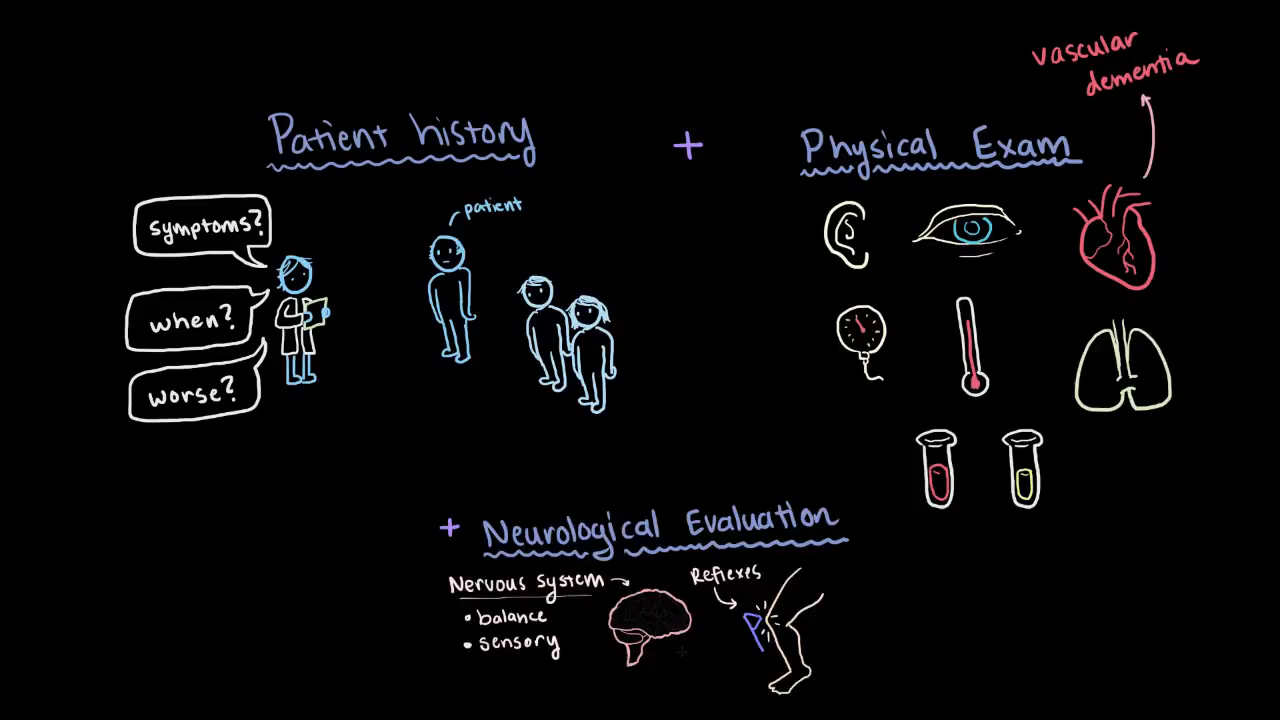 vascular
dementia
Patient history + Physical Exam
patient
symptoms?
when?
worse?
+ Neurological Evaluation
Nervous system
Reflexes
• balance
• sensory